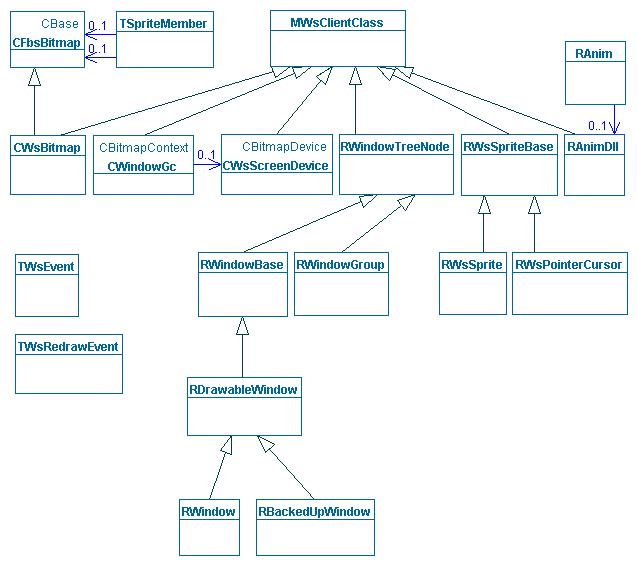 CBase
CFbsBitmap
0..1
0..1
TSpriteMember
MWsClientClass
RAnim
0..1
CWsBitmap
CBitmapContext
CWindowGc
0..1
CBitmapDevice
CWsScreenDevice
RWindowTreeNode
RWsSpriteBase
RAnimDll
TWsEvent
RWindowBase
RWindowGroup
RWsSprite
RWsPointerCursor
TWsRedrawEvent
RDrawableWindow
RWindow
RBackedUpWindow